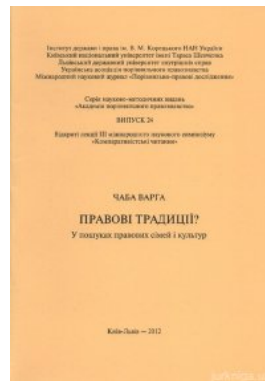 Інститут держави і права ім. В. М. Корецького НАН України
Київський національний університет імені Тараса Шевченка
Львівський державний університет внутрішніх справ
Українська асоціація порівняльного правознавства
Міжнародний науковий журнал «Порівняльно-правові дослідження»
Серія науково-методичних видань
«Академія порівняльного правознавства»
ВИПУСК 24
Відкриті лекції III міжнародного наукового семінару
«Компаративістські читання»
ЧАБА ВАРГА
ПРАВОВІ ТРАДИЦІЇ?
У пошуках правових сімей і культур
Київ–Львів — 2012